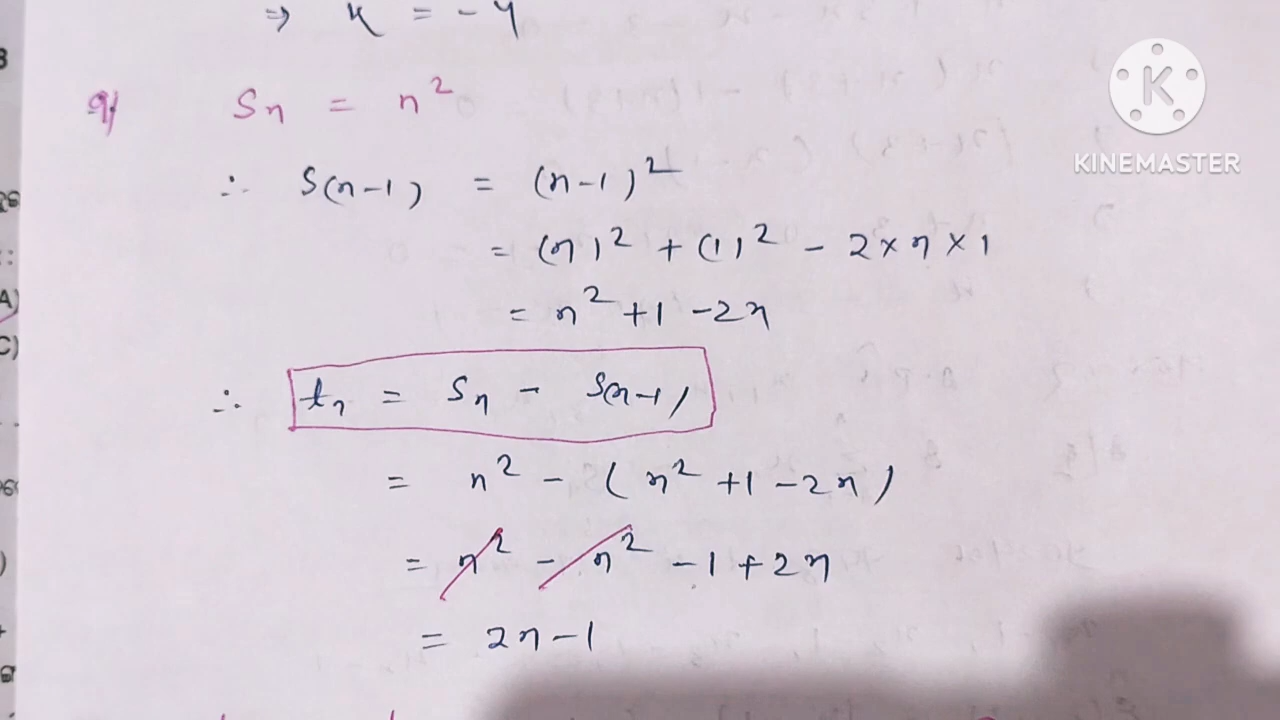 ⇒ x = -4
9) Sn = n²
∴ S(n-1) = (n-1)²
= (n)² + (1)² - 2×n×1
= n² + 1 - 2n
∴ tn = Sn - S(n-1)
= n² - (n² + 1 - 2n)
= n² - n² - 1 + 2n
= 2n - 1
KINEMASTER